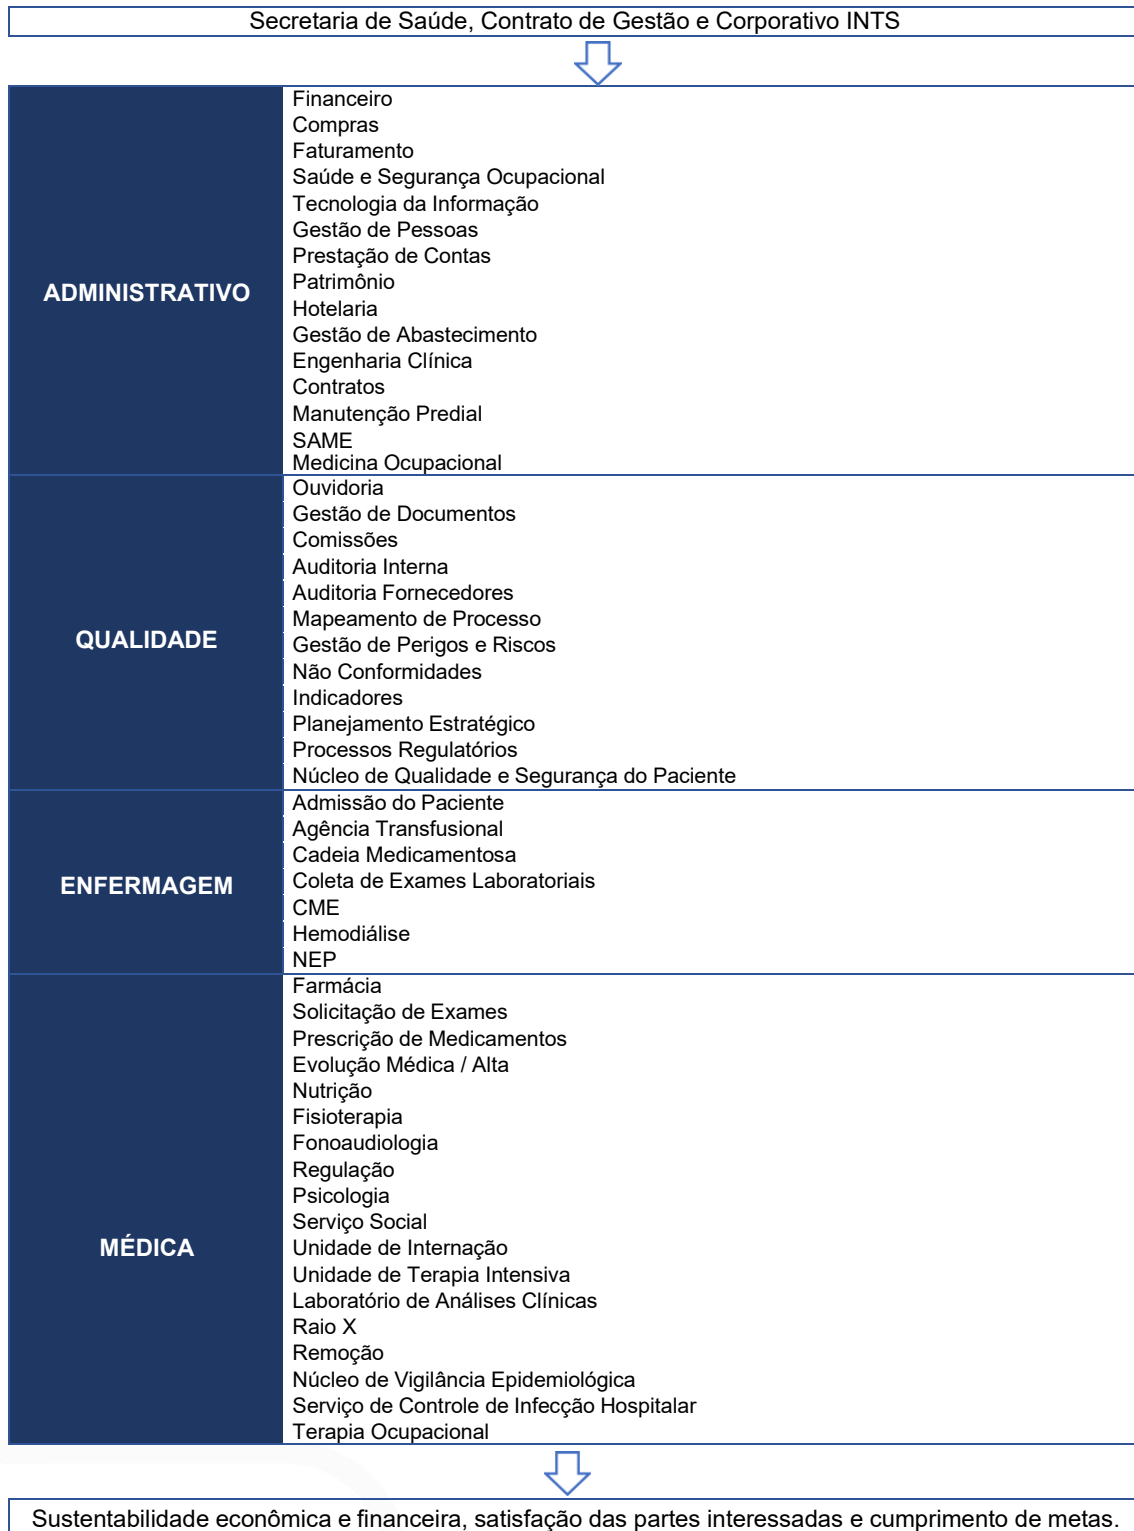 Secretaria de Saúde, Contrato de Gestão e Corporativo INTS
ADMINISTRATIVO
Financeiro
Compras
Faturamento
Saúde e Segurança Ocupacional
Tecnologia da Informação
Gestão de Pessoas
Prestação de Contas
Patrimônio
Hotelaria
Gestão de Abastecimento
Engenharia Clínica
Contratos
Manutenção Predial
SAME
Medicina Ocupacional
QUALIDADE
Ouvidoria
Gestão de Documentos
Comissões
Auditoria Interna
Auditoria Fornecedores
Mapeamento de Processo
Gestão de Perigos e Riscos
Não Conformidades
Indicadores
Planejamento Estratégico
Processos Regulatórios
Núcleo de Qualidade e Segurança do Paciente
ENFERMAGEM
Admissão do Paciente
Agência Transfusional
Cadeia Medicamentosa
Coleta de Exames Laboratoriais
CME
Hemodiálise
NEP
MÉDICA
Farmácia
Solicitação de Exames
Prescrição de Medicamentos
Evolução Médica / Alta
Nutrição
Fisioterapia
Fonoaudiologia
Regulação
Psicologia
Serviço Social
Unidade de Internação
Unidade de Terapia Intensiva
Laboratório de Análises Clínicas
Raio X
Remoção
Núcleo de Vigilância Epidemiológica
Serviço de Controle de Infecção Hospitalar
Terapia Ocupacional
Sustentabilidade econômica e financeira, satisfação das partes interessadas e cumprimento de metas.